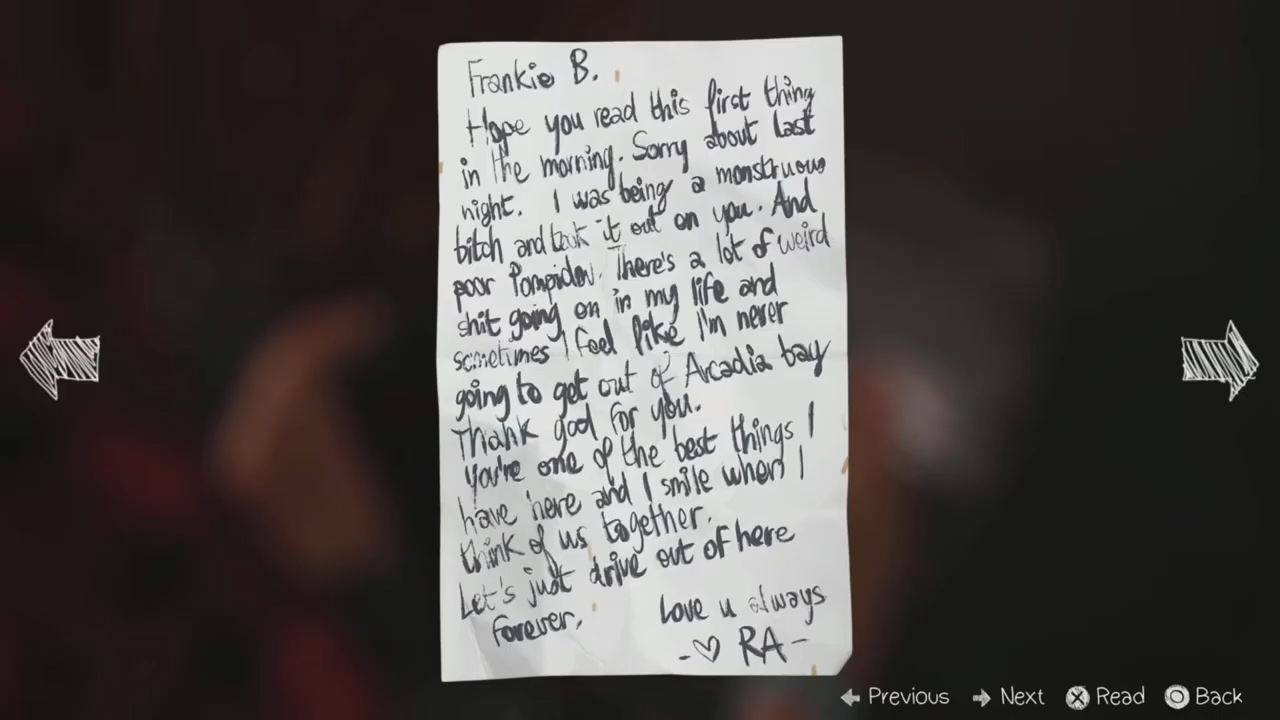 Frankie B.
Hope you read this first thing
in the morning. Sorry about last
night. I was being a monstruous
bitch and took it out on you. And
poor Pompidou. There's a lot of weird
shit going on in my life and
sometimes I feel like I'm never
going to get out of Arcadia bay
Thank god for you.
You're one of the best things I
have here and I smile when I
think of us together.
Let's just drive out of here
forever.
Love u always
-♡ RA-
Previous Next Read Back